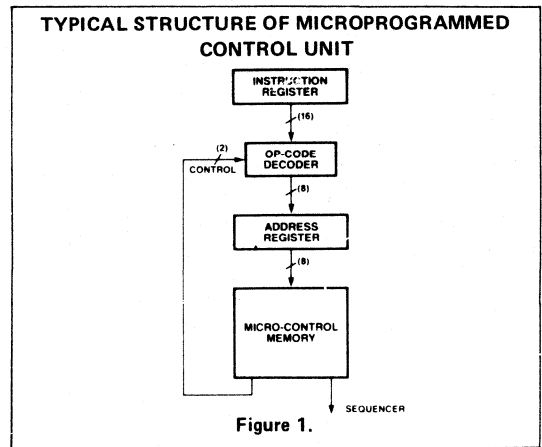 TYPICAL STRUCTURE OF MICROPROGRAMMED
CONTROL UNIT
INSTRUCTION
REGISTER
(16)
(2)
CONTROL
OP-CODE
DECODER
(8)
ADDRESS
REGISTER
(8)
MICRO-CONTROL
MEMORY
SEQUENCER
Figure 1.